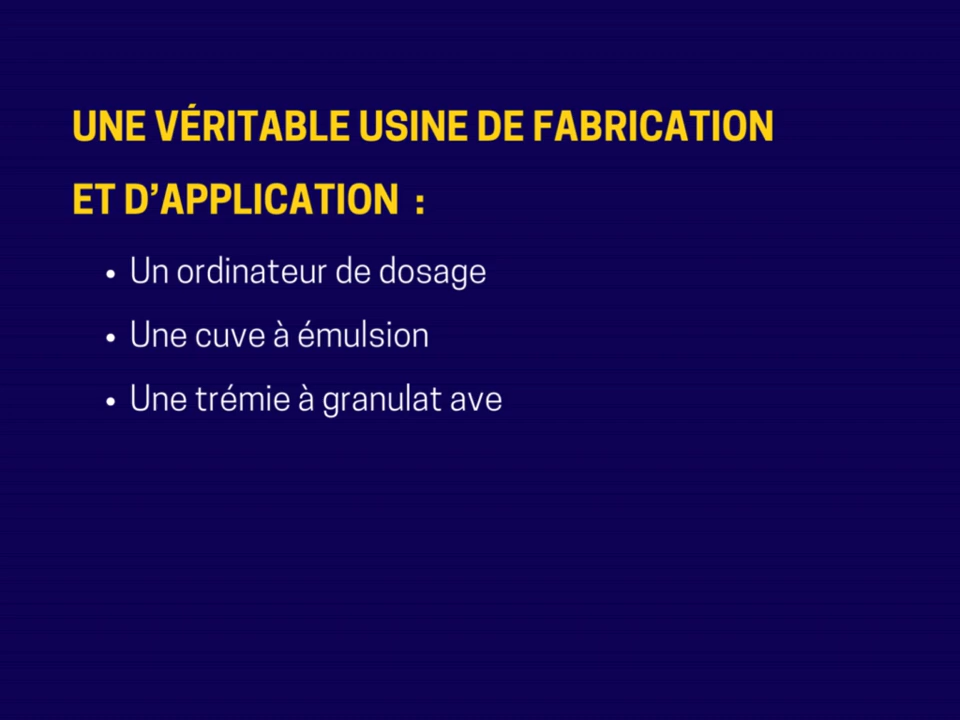 UNE VÉRITABLE USINE DE FABRICATION
ET D’APPLICATION :
• Un ordinateur de dosage
• Une cuve à émulsion
• Une trémie à granulat ave